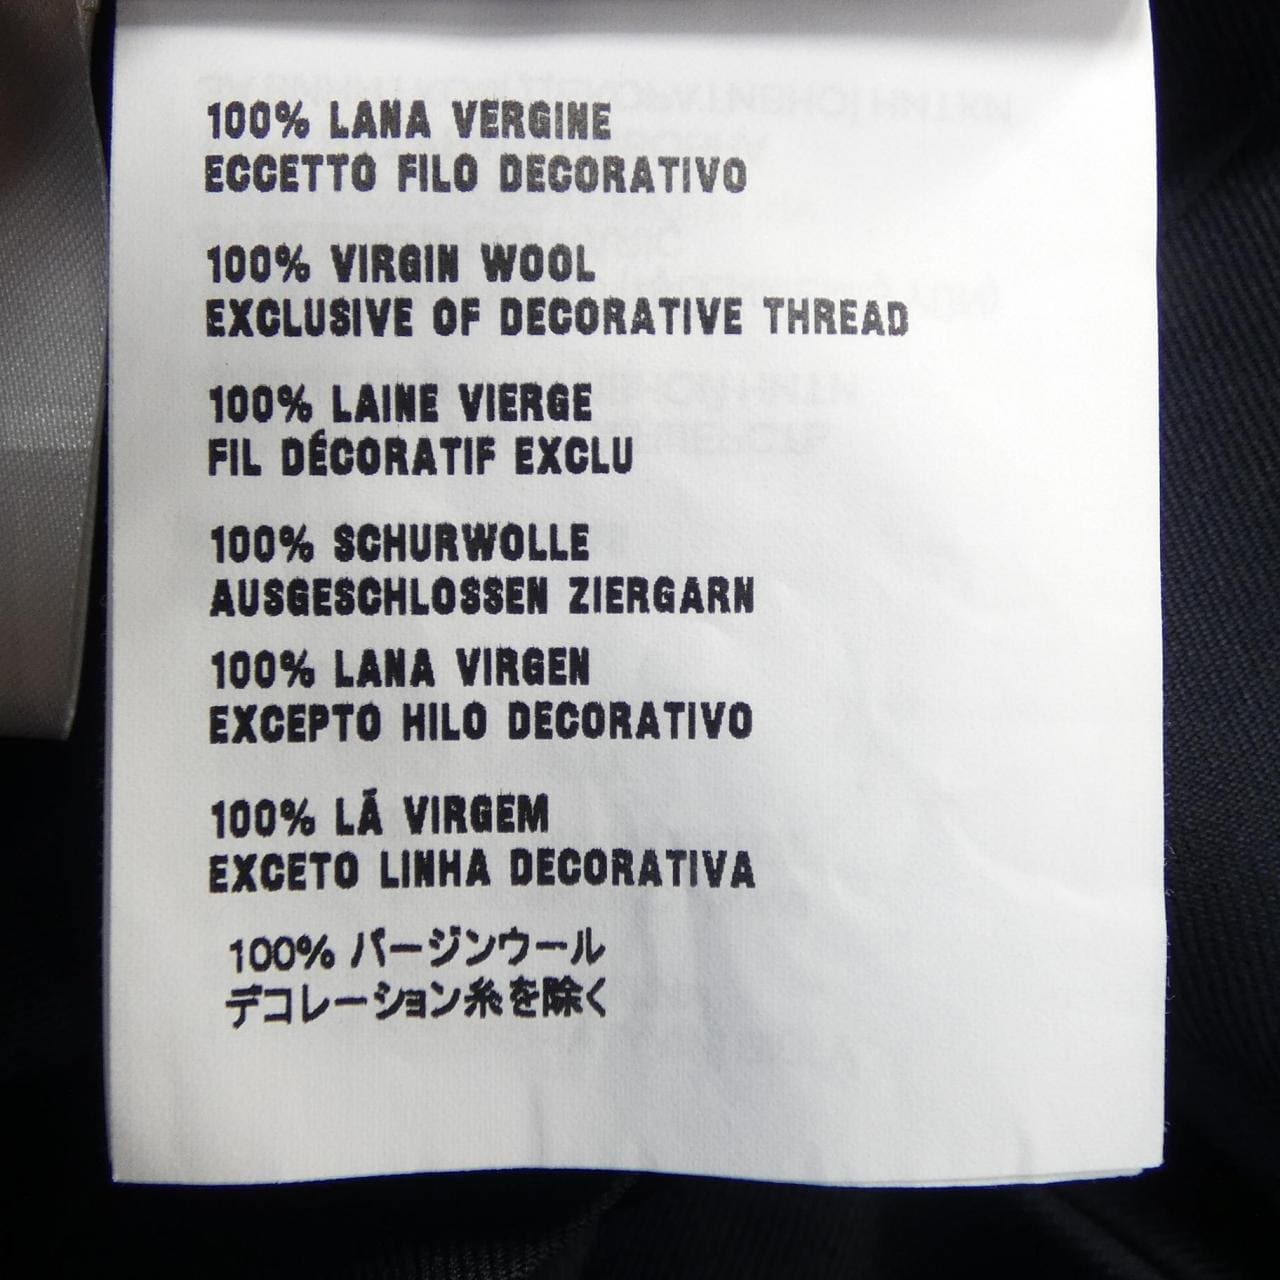 100% LANA VERGINE
ECCETTO FILO DECORATIVO
100% VIRGIN WOOL
EXCLUSIVE OF DECORATIVE THREAD
100% LAINE VIERGE
FIL DÉCORATIF EXCLU
100% SCHURWOLLE
AUSGESCHLOSSEN ZIERGARN
100% LANA VIRGEN
EXCEPTO HILO DECORATIVO
100% LÃ VIRGEM
EXCETO LINHA DECORATIVA
100% バージンウール
デコレーション糸を除く